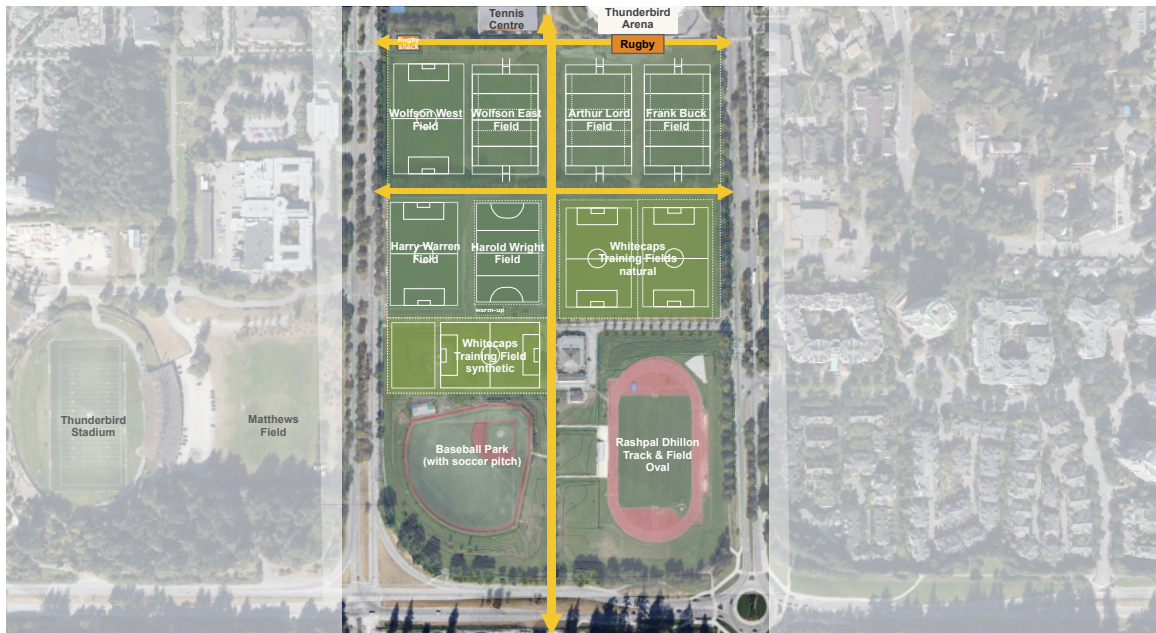 Tennis
Centre
Thunderbird
Arena
Rugby
shack
Rugby
Wolfson West
Field
Wolfson East
Field
Arthur Lord
Field
Frank Buck
Field
Harry Warren
Field
Harold Wright
Field
Whitecaps
Training Fields
natural
warm-up
Whitecaps
Training Field
synthetic
Thunderbird
Stadium
Matthews
Field
Baseball Park
(with soccer pitch)
Rashpal Dhillon
Track & Field
Oval